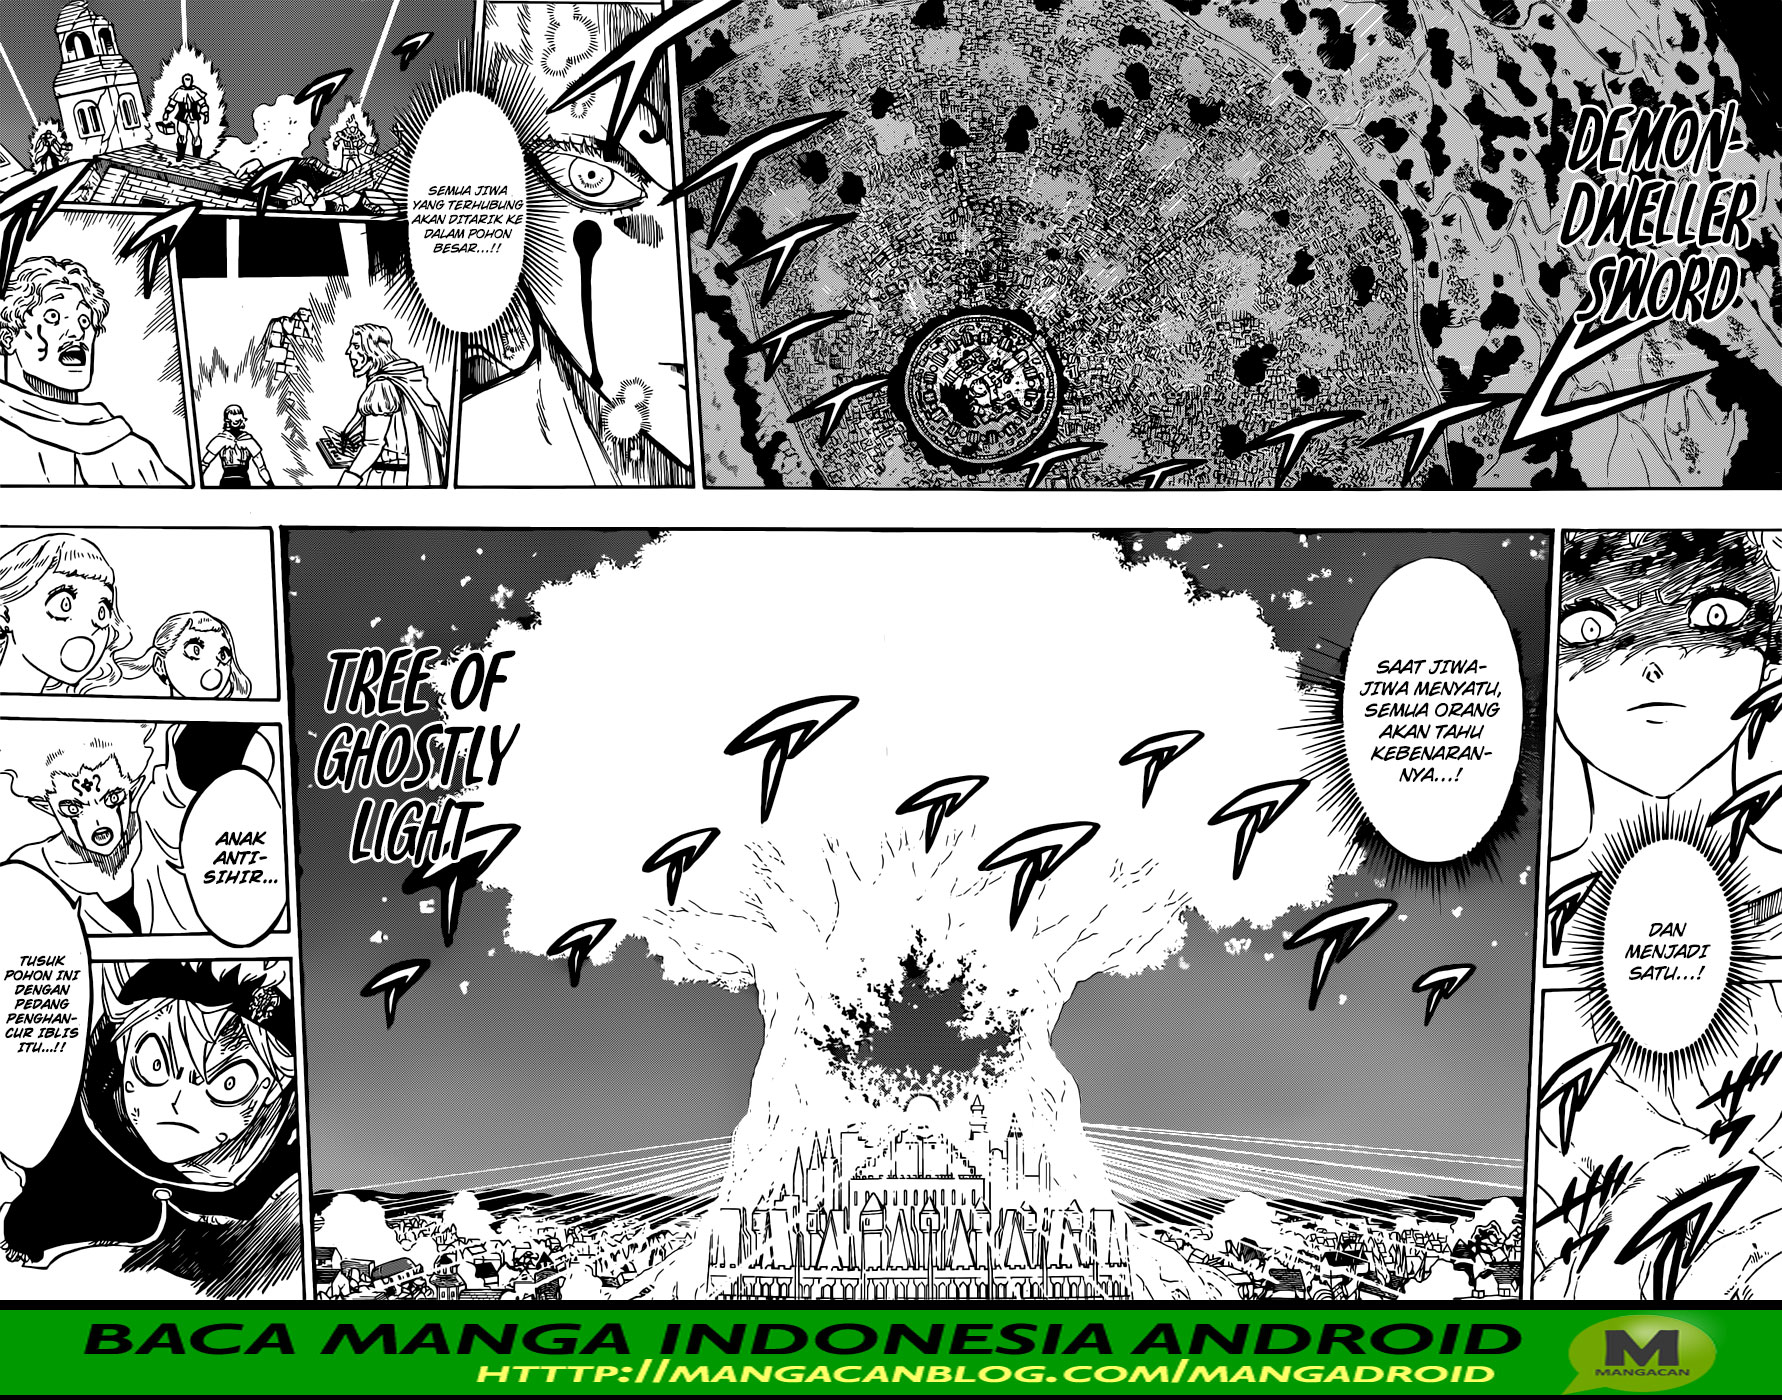 DEMON-
DWELLER
SWORD
SEMUA JIWA
YANG TERHUBUNG
AKAN DITARIK KE
DALAM POHON
BESAR...!!
DAN
MENJADI
SATU...!
SAAT JIWA-
JIWA MENYATU,
SEMUA ORANG
AKAN TAHU
KEBENARAN-
NYA...!
TREE OF
GHOSTLY
LIGHT
ANAK
ANTI-
SIHIR...
TUSUK
POHON INI
DENGAN
PEDANG
PENGHAN-
CUR IBLIS
ITU...!!
BACA MANGA INDONESIA ANDROID
HTTTP://MANGACANBLOG.COM/MANGADROID
M
MANGACAN